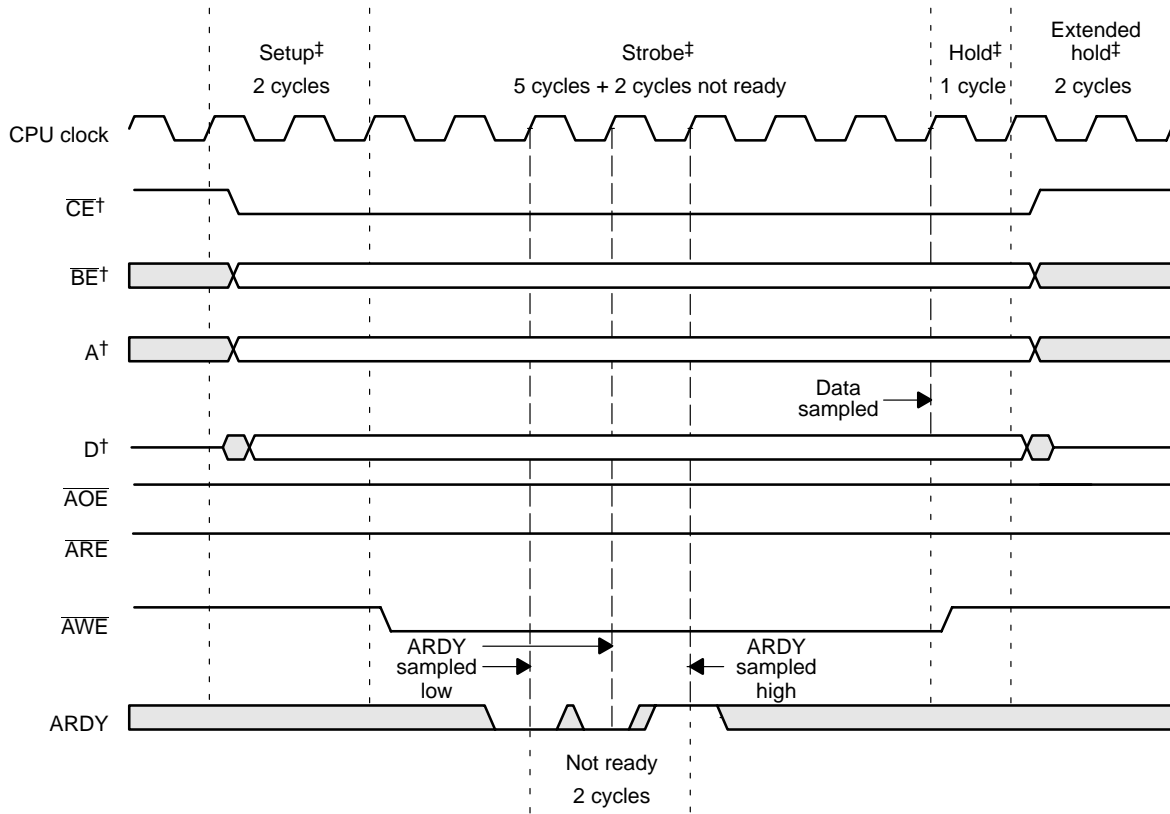 Setup‡
2 cycles
Strobe‡
5 cycles + 2 cycles not ready
Hold‡
1 cycle
Extended
hold‡
2 cycles
CPU clock
CE†
BE†
A†
Data
sampled
D†
AOE
ARE
AWE
ARDY
sampled
low
ARDY
sampled
high
ARDY
Not ready
2 cycles